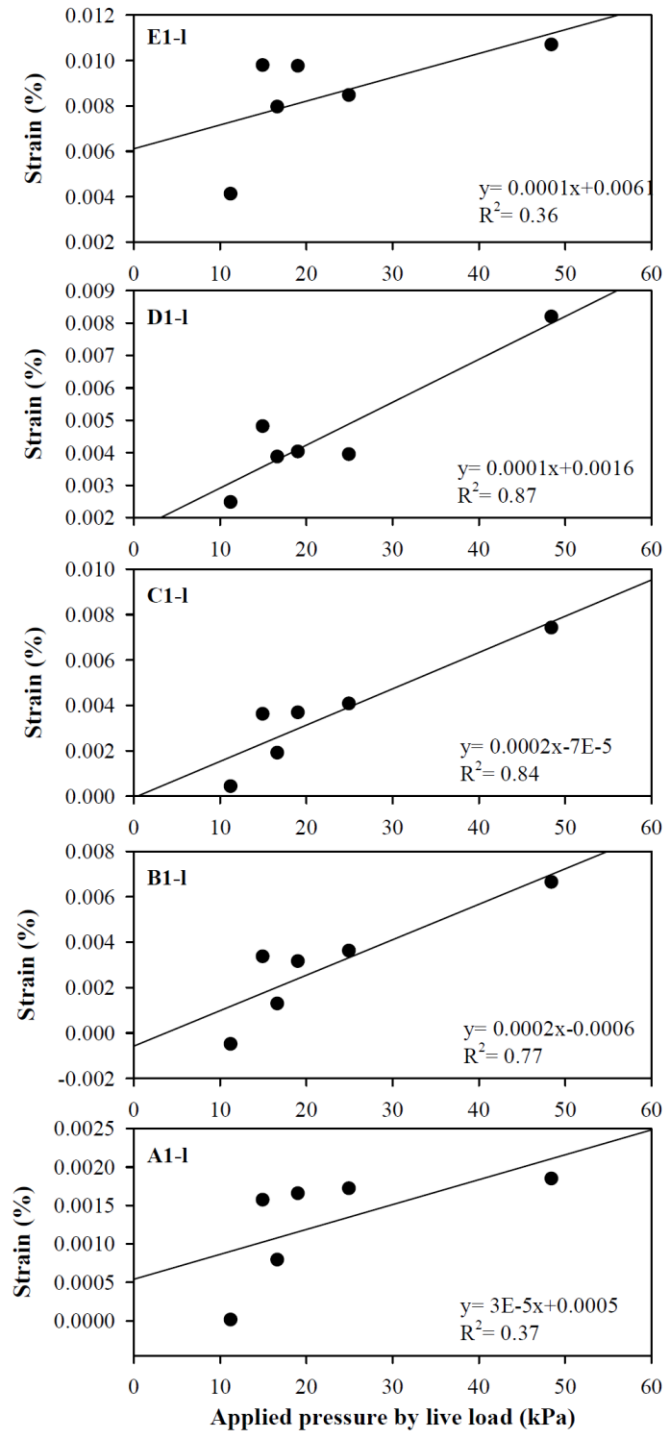 0.012
E1-l
0.010
0.008
0.006
0.004
0.002
Strain (%)
y= 0.0001x+0.0061
R²= 0.36
0 10 20 30 40 50 60
0.009
D1-l
0.008
0.007
0.006
0.005
0.004
0.003
0.002
Strain (%)
y= 0.0001x+0.0016
R²= 0.87
0 10 20 30 40 50 60
0.010
C1-l
0.008
0.006
0.004
0.002
0.000
Strain (%)
y= 0.0002x-7E-5
R²= 0.84
0 10 20 30 40 50 60
0.008
B1-l
0.006
0.004
0.002
0.000
-0.002
Strain (%)
y= 0.0002x-0.0006
R²= 0.77
0 10 20 30 40 50 60
0.0025
A1-l
0.0020
0.0015
0.0010
0.0005
0.0000
Strain (%)
y= 3E-5x+0.0005
R²= 0.37
0 10 20 30 40 50 60
Applied pressure by live load (kPa)